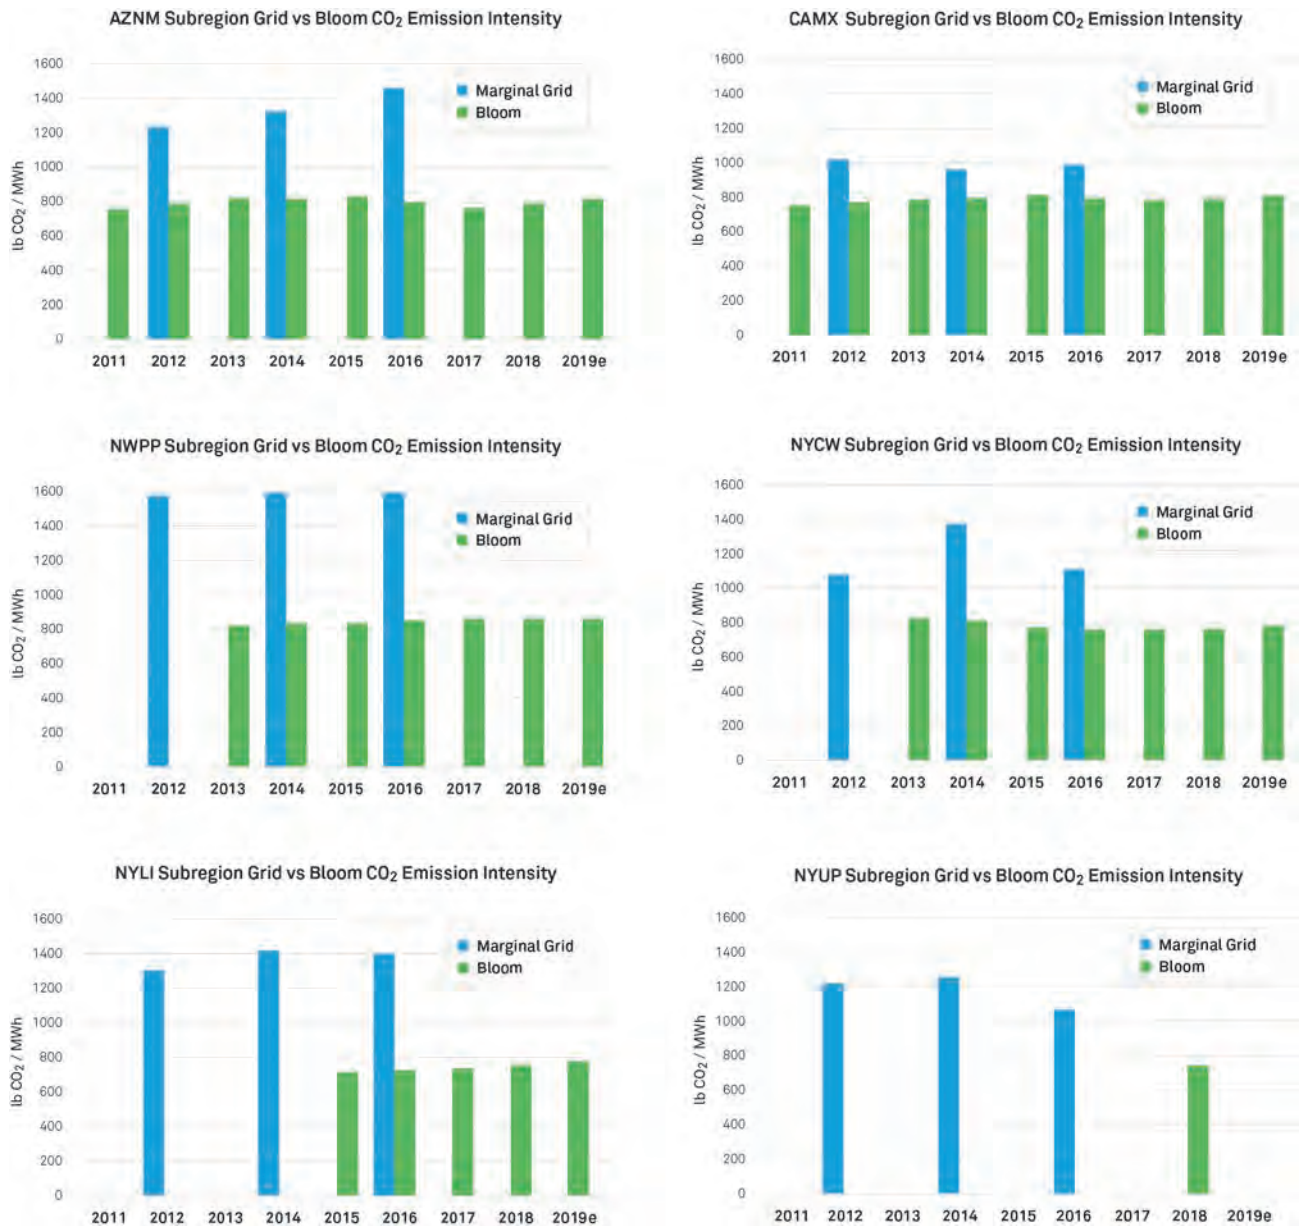 AZNM Subregion Grid vs Bloom CO₂ Emission Intensity
lb CO₂ / MWh
1600
1400
1200
1000
800
600
400
200
0
Marginal Grid
Bloom
2011 2012 2013 2014 2015 2016 2017 2018 2019e
CAMX Subregion Grid vs Bloom CO₂ Emission Intensity
lb CO₂ / MWh
1600
1400
1200
1000
800
600
400
200
0
Marginal Grid
Bloom
2011 2012 2013 2014 2015 2016 2017 2018 2019e
NWPP Subregion Grid vs Bloom CO₂ Emission Intensity
lb CO₂ / MWh
1600
1400
1200
1000
800
600
400
200
0
Marginal Grid
Bloom
2011 2012 2013 2014 2015 2016 2017 2018 2019e
NYCW Subregion Grid vs Bloom CO₂ Emission Intensity
lb CO₂ / MWh
1600
1400
1200
1000
800
600
400
200
0
Marginal Grid
Bloom
2011 2012 2013 2014 2015 2016 2017 2018 2019e
NYLI Subregion Grid vs Bloom CO₂ Emission Intensity
lb CO₂ / MWh
1600
1400
1200
1000
800
600
400
200
0
Marginal Grid
Bloom
2011 2012 2013 2014 2015 2016 2017 2018 2019e
NYUP Subregion Grid vs Bloom CO₂ Emission Intensity
lb CO₂ / MWh
1600
1400
1200
1000
800
600
400
200
0
Marginal Grid
Bloom
2011 2012 2013 2014 2015 2016 2017 2018 2019e